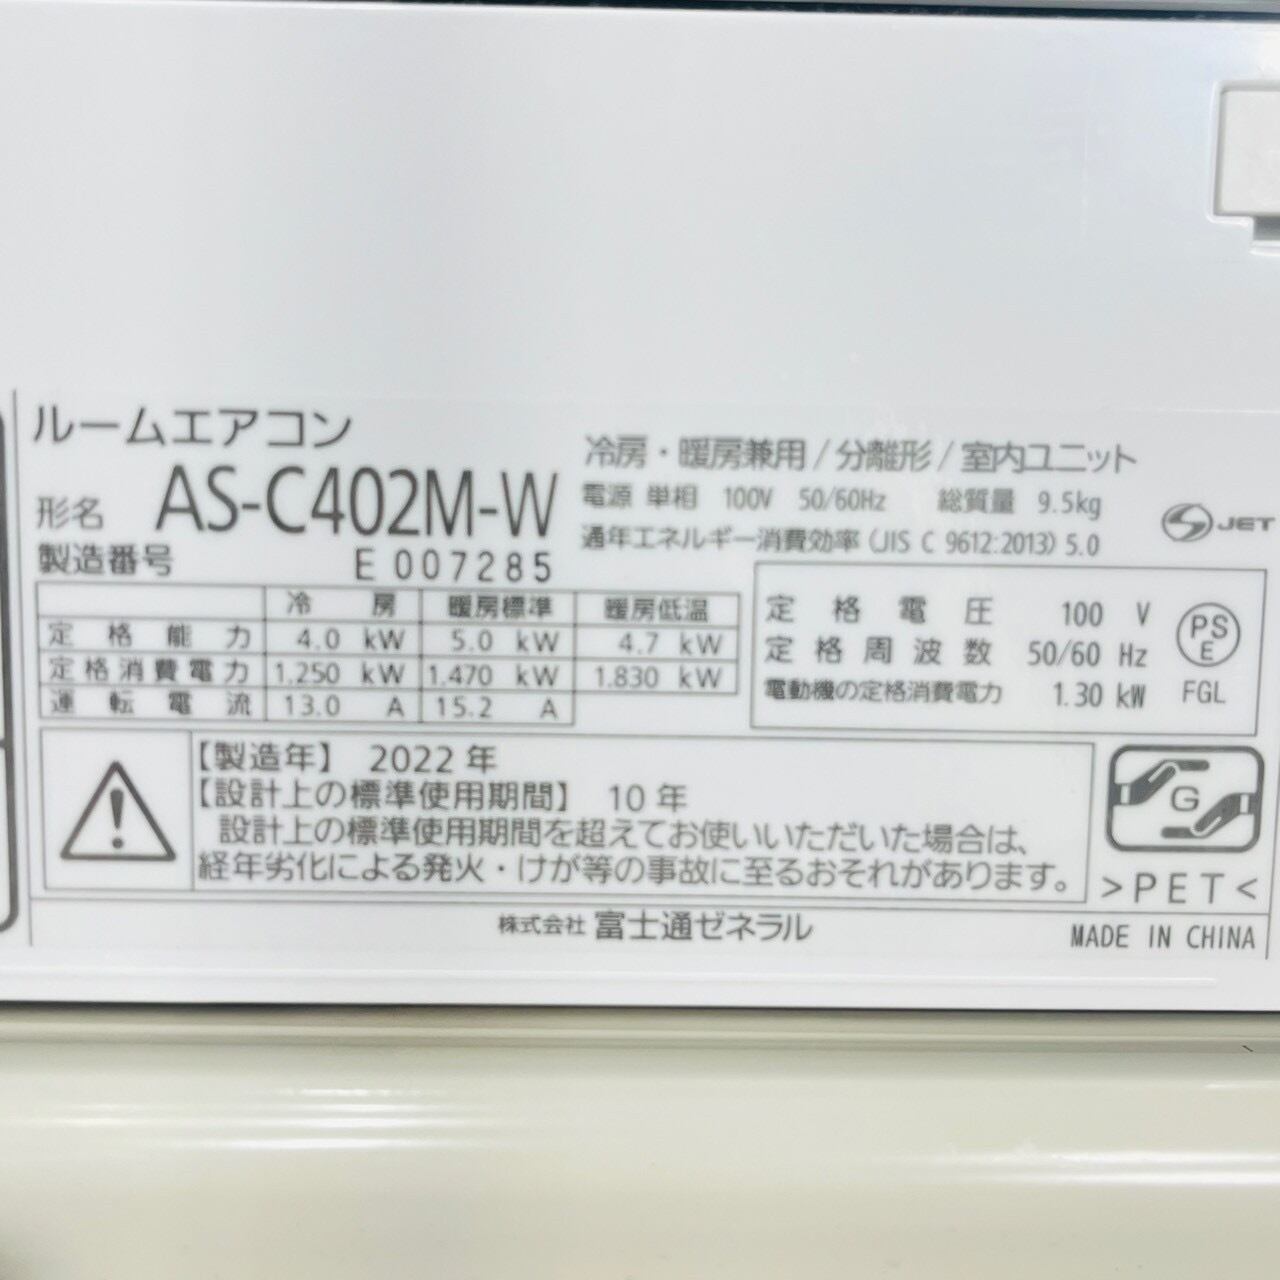 ルームエアコン
形名 AS-C402M-W
製造番号 E 007285
冷房・暖房兼用/分離形/室内ユニット
電源 単相 100V 50/60Hz 総質量 9.5kg
通年エネルギー消費効率(JIS C 9612:2013) 5.0
JET
冷房 暖房標準 暖房低温
定格能力 4.0 kW 5.0 kW 4.7 kW
定格消費電力 1.250 kW 1.470 kW 1.830 kW
運転電流 13.0 A 15.2 A
定格電圧 100 V
定格周波数 50/60 Hz
電動機の定格消費電力 1.30 kW
PS
E
FGL
【製造年】 2022年
【設計上の標準使用期間】 10年
設計上の標準使用期間を超えてお使いいただいた場合は、
経年劣化による発火・けが等の事故に至るおそれがあります。
G
>PET<
株式会社 富士通ゼネラル
MADE IN CHINA